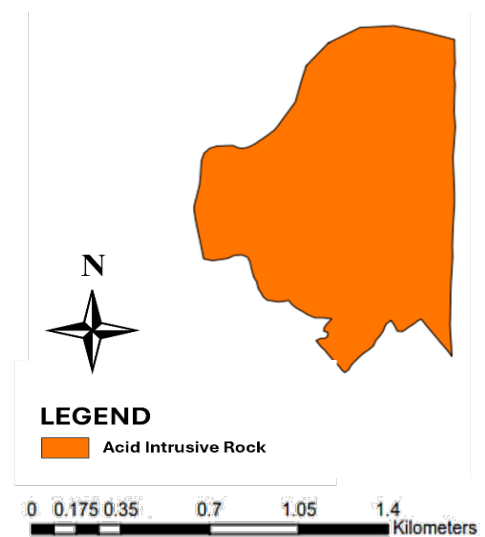 N
LEGEND
Acid Intrusive Rock
0 0.175 0.35 0.7 1.05 1.4
Kilometers